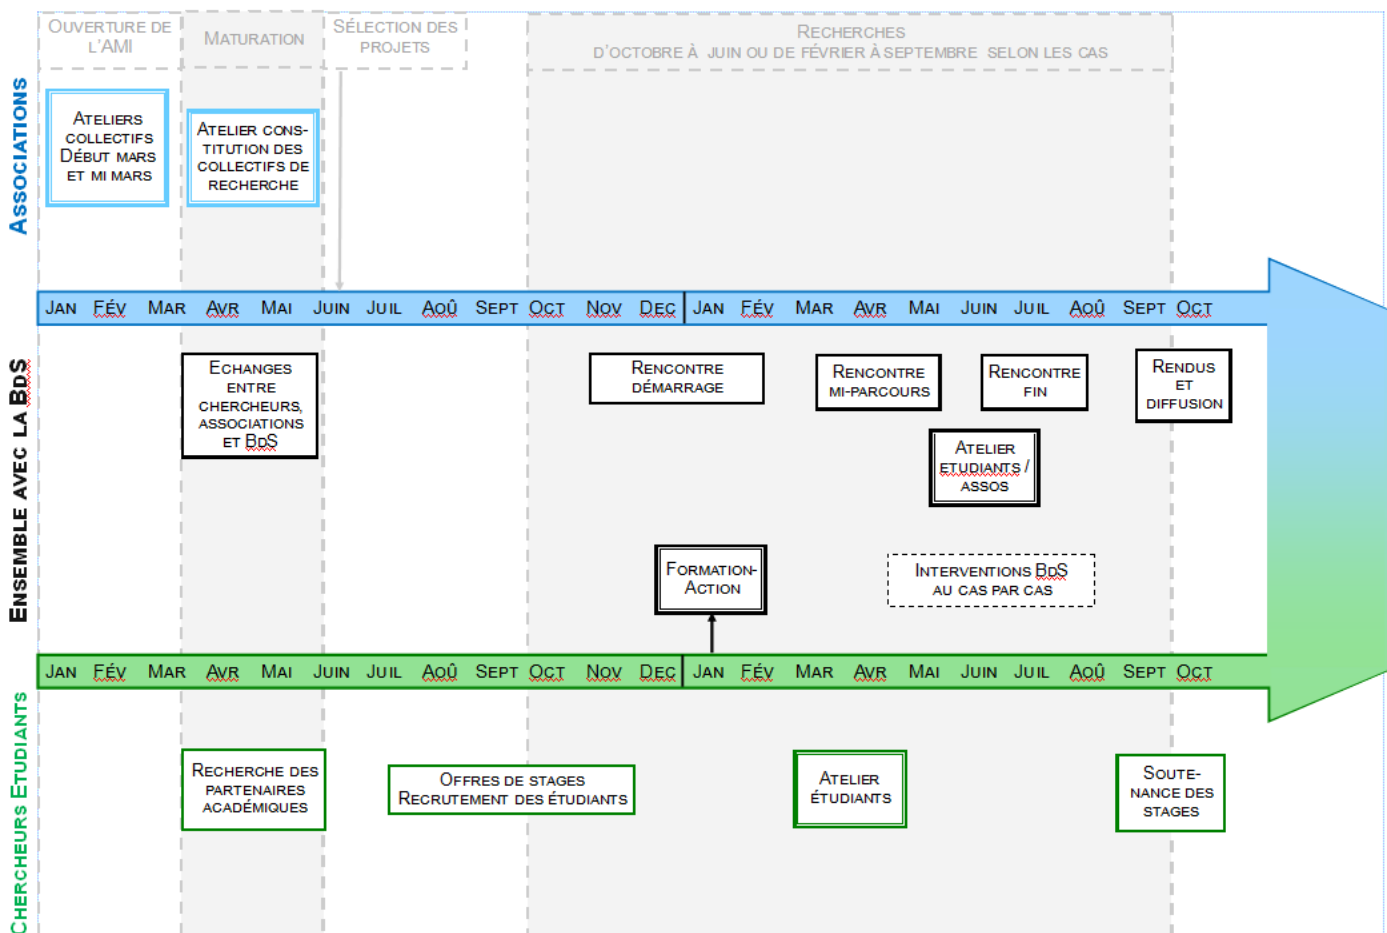 OUVERTURE DE
L'AMI
MATURATION
SÉLECTION DES
PROJETS
RECHERCHES
D'OCTOBRE À JUIN OU DE FÉVRIER À SEPTEMBRE SELON LES CAS
ASSOCIATIONS
ATELIERS
COLLECTIFS
DÉBUT MARS
ET MI MARS
ATELIER CONS-
TITUTION DES
COLLECTIFS DE
RECHERCHE
JAN FÉV MAR AVR MAI JUIN JUIL AOÛ SEPT OCT NOV DEC JAN FÉV MAR AVR MAI JUIN JUIL AOÛ SEPT OCT
ENSEMBLE AVEC LA BDS
ECHANGES
ENTRE
CHERCHEURS,
ASSOCIATIONS
ET BDS
RENCONTRE
DÉMARRAGE
RENCONTRE
MI-PARCOURS
RENCONTRE
FIN
RENDUS
ET
DIFFUSION
ATELIER
ETUDIANTS /
ASSOS
FORMATION-
ACTION
INTERVENTIONS BDS
AU CAS PAR CAS
JAN FÉV MAR AVR MAI JUIN JUIL AOÛ SEPT OCT NOV DEC JAN FÉV MAR AVR MAI JUIN JUIL AOÛ SEPT OCT
CHERCHEURS ETUDIANTS
RECHERCHE DES
PARTENAIRES
ACADÉMIQUES
OFFRES DE STAGES
RECRUTEMENT DES ÉTUDIANTS
ATELIER
ÉTUDIANTS
SOUTE-
NANCE DES
STAGES